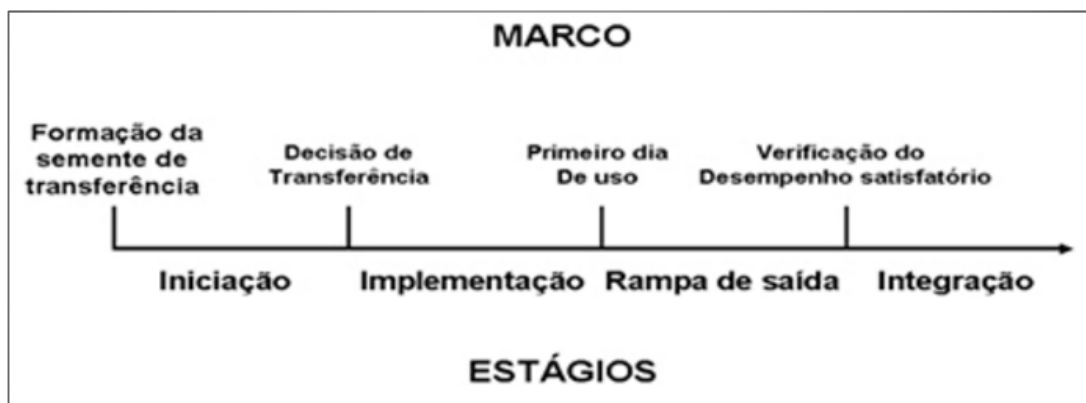 MARCO
Formação da
semente de
transferência
Decisão de
Transferência
Primeiro dia
De uso
Verificação do
Desempenho satisfatório
Iniciação
Implementação
Rampa de saída
Integração
ESTÁGIOS